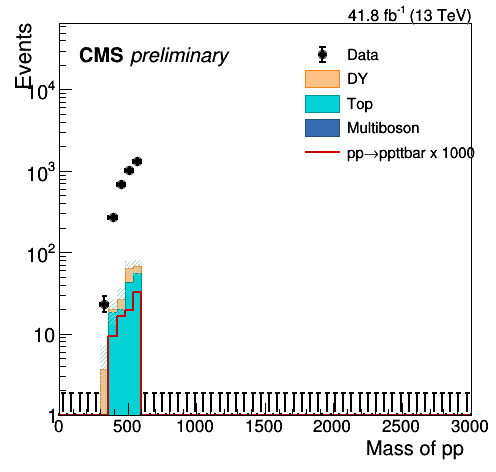 41.8 fb⁻¹ (13 TeV)
Events
CMS preliminary
Data
DY
Top
Multiboson
pp→ppttbar x 1000
10⁴
10³
10²
10
1
0 500 1000 1500 2000 2500 3000
Mass of pp